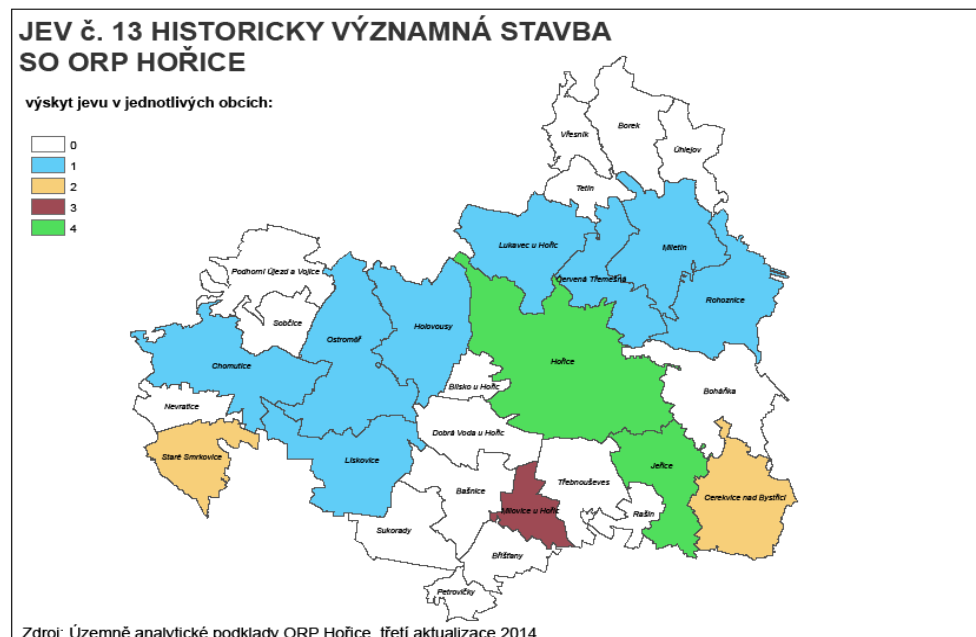 JEV č. 13 HISTORICKY VÝZNAMNÁ STAVBA
SO ORP HOŘICE
výskyt jevu v jednotlivých obcích:
0
1
2
3
4
Vřesník
Borek
Úhlejov
Tetín
Lukavec u Hořic
Miletín
Červená Třemešná
Rohoznice
Podhorní Újezd a Vojice
Sobčice
Ostroměř
Holovousy
Hořice
Chomutice
Bílsko u Hořic
Boháňka
Nevratice
Dobrá Voda u Hořic
Staré Smrkovice
Lískovice
Jeřice
Třebnouševes
Bašnice
Cerekvice nad Bystřicí
Milovice u Hořic
Rašín
Sukorady
Bříšťany
Petrovičky
Zdroj: Územně analytické podklady ORP Hořice, třetí aktualizace 2014